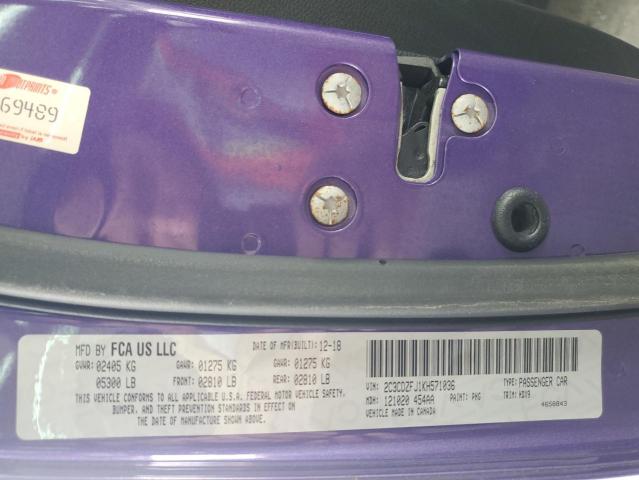 OTPRINTS
69489
MFD BY FCA US LLC
DATE OF MFR(BUILT): 12-18
GVWR: 02405 KG GAWR: 01275 KG GAWR: 01275 KG
05300 LB FRONT: 02810 LB REAR: 02810 LB
THIS VEHICLE CONFORMS TO ALL APPLICABLE U.S.A. FEDERAL MOTOR VEHICLE SAFETY,
BUMPER, AND THEFT PREVENTION STANDARDS IN EFFECT ON
THE DATE OF MANUFACTURE SHOWN ABOVE.
VIN: 2C3CDZFJ1KH571036 TYPE: PASSENGER CAR
MDH: 121020 454AA PAINT: PHG TRIM: HDX9
VEHICLE MADE IN CANADA 4656843